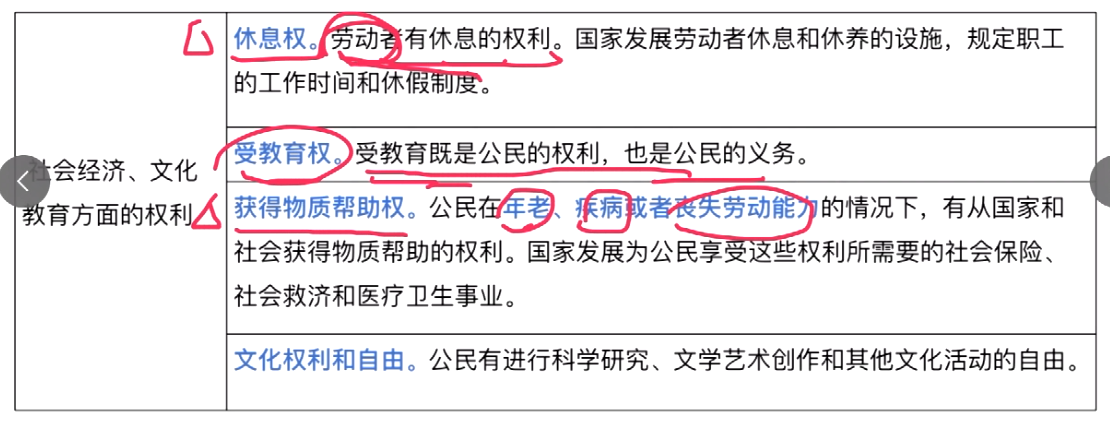 休息权。劳动者有休息的权利。国家发展劳动者休息和休养的设施，规定职工
的工作时间和休假制度。
社会经济、文化
教育方面的权利
受教育权。受教育既是公民的权利，也是公民的义务。
获得物质帮助权。公民在年老、疾病或者丧失劳动能力的情况下，有从国家和
社会获得物质帮助的权利。国家发展为公民享受这些权利所需要的社会保险、
社会救济和医疗卫生事业。
文化权利和自由。公民有进行科学研究、文学艺术创作和其他文化活动的自由。